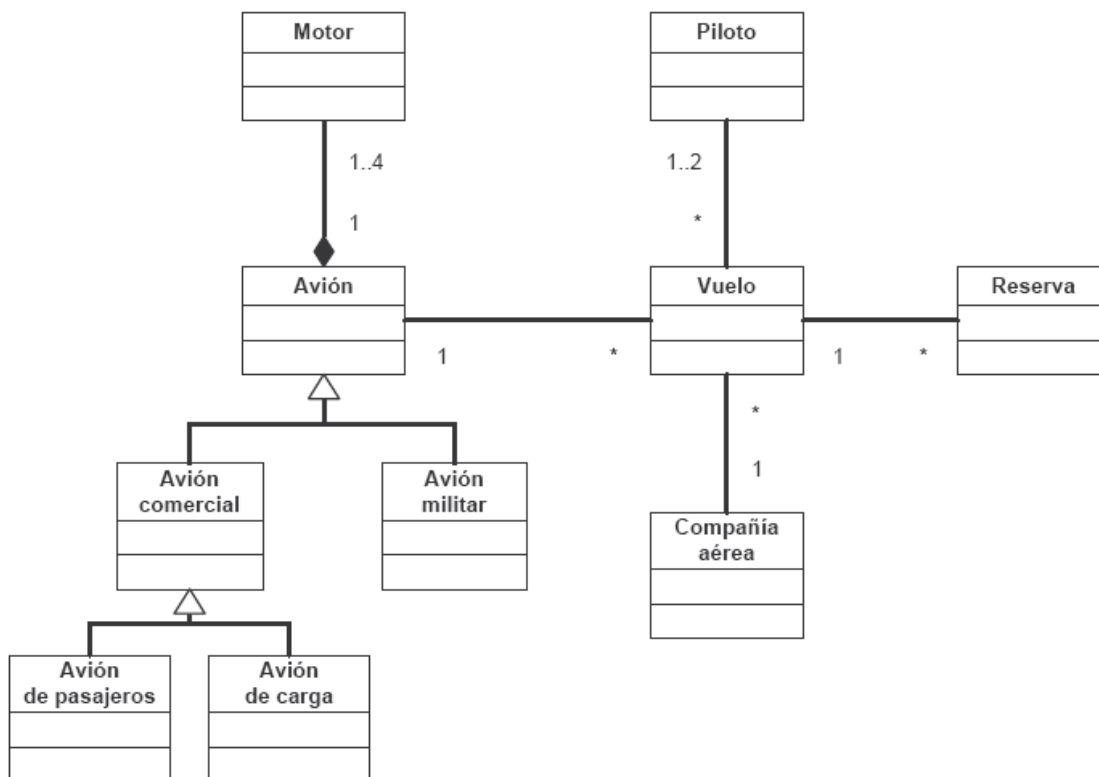 Motor
Piloto
1..4
1..2
1
*
Avión
Vuelo
Reserva
1
*
1
*
*
1
Avión
comercial
Avión
militar
Compañía
aérea
Avión
de pasajeros
Avión
de carga